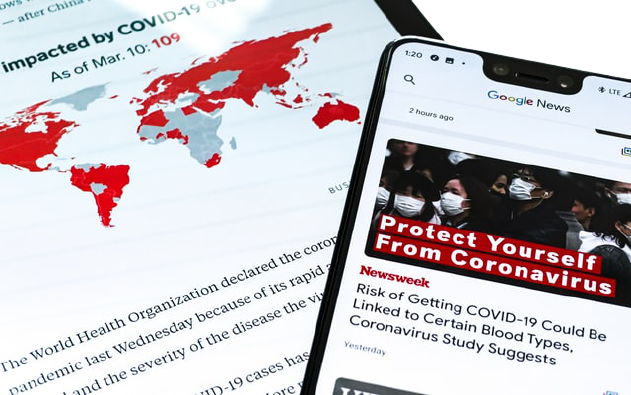 — after China
impacted by COVID-19
As of Mar. 10: 109
BUS
The World Health Organization declared the
pandemic last Wednesday because of its rapid
and the severity of the disease the
COVID-19 cases has
1:20
LTE
Google News
2 hours ago
Protect Yourself
From Coronavirus
Newsweek
Risk of Getting COVID-19 Could Be
Linked to Certain Blood Types,
Coronavirus Study Suggests
Yesterday